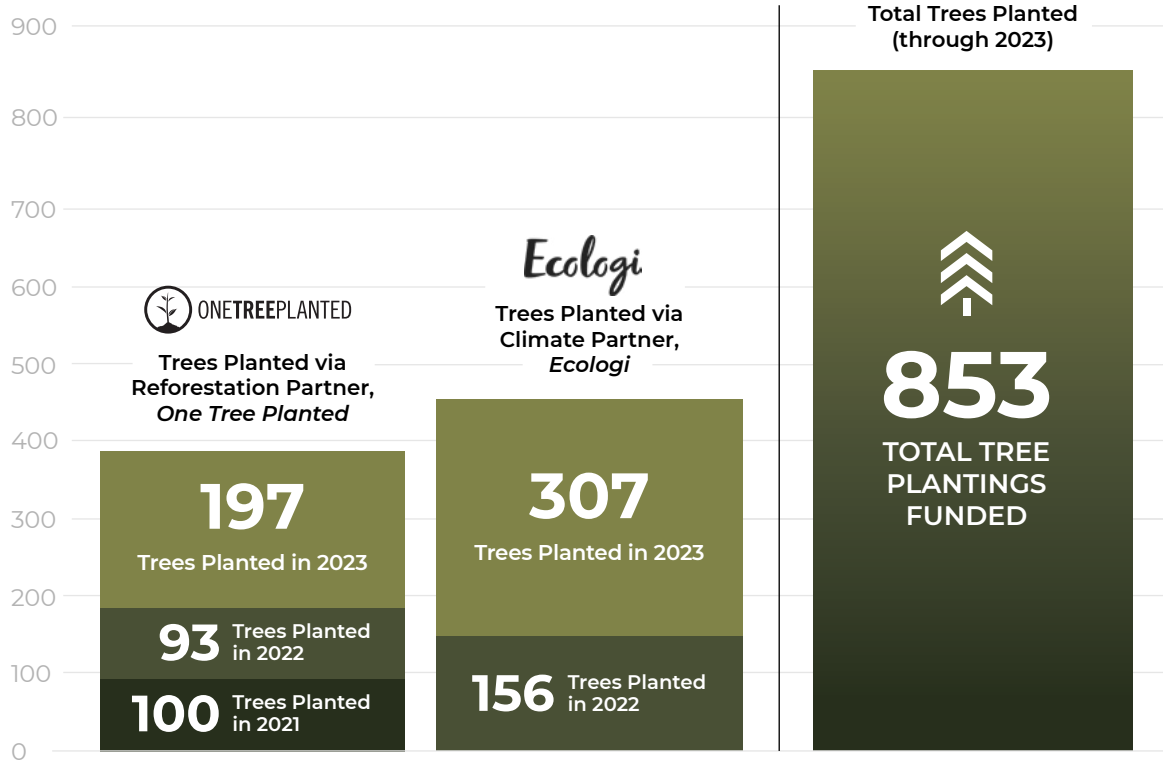 900
800
700
600
500
400
300
200
100
0
ONETREEPLANTED
Trees Planted via
Reforestation Partner,
One Tree Planted
197
Trees Planted in 2023
93
Trees Planted
in 2022
100
Trees Planted
in 2021
Ecologi
Trees Planted via
Climate Partner,
Ecologi
307
Trees Planted in 2023
156
Trees Planted
in 2022
Total Trees Planted
(through 2023)
853
TOTAL TREE
PLANTINGS
FUNDED